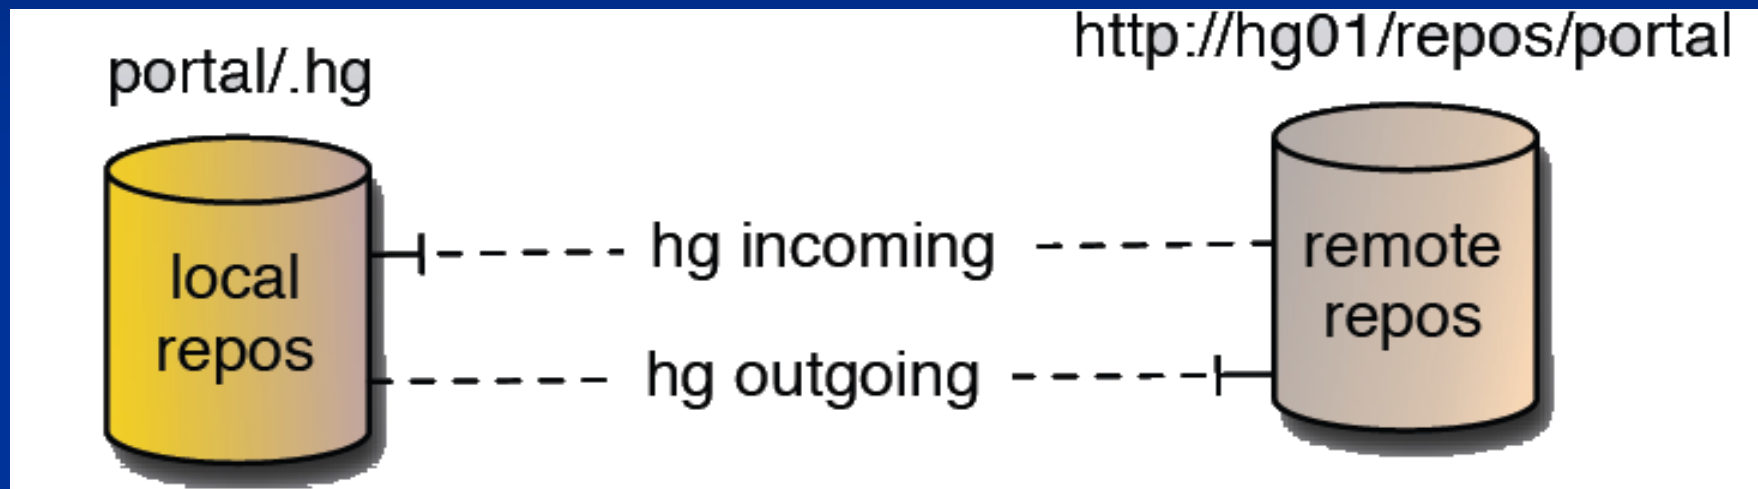 http://hg01/repos/portal
portal/.hg
local
repos
hg incoming
hg outgoing
remote
repos